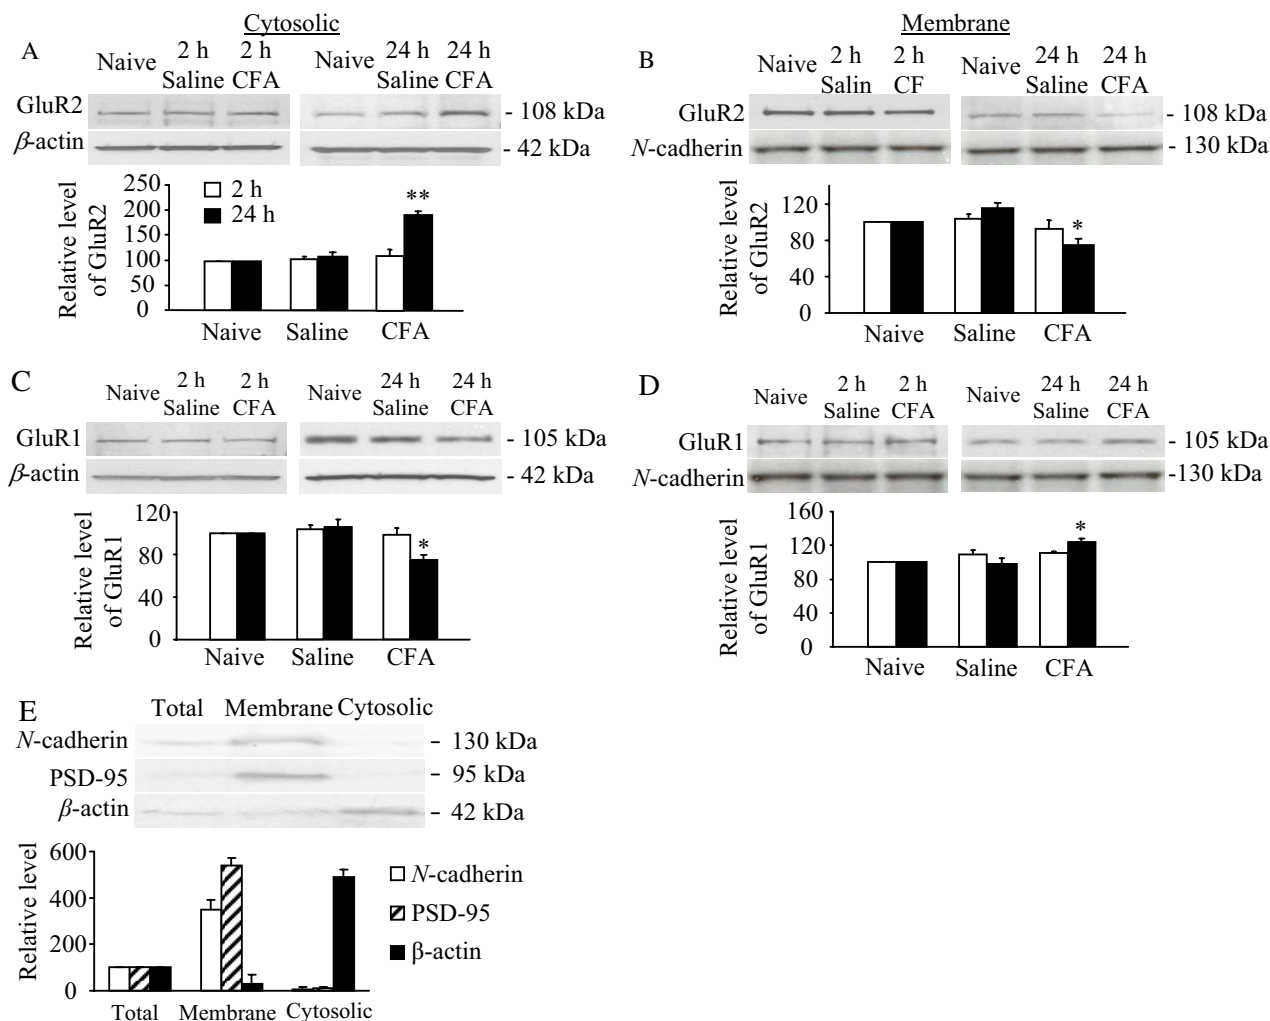 Cytosolic
Membrane
A
Naive 2 h Saline 2 h CFA Naive 24 h Saline 24 h CFA
GluR2 - 108 kDa
β-actin - 42 kDa
Relative level of GluR2
250
200
150
100
50
0
2 h
24 h
**
Naive Saline CFA
B
Naive 2 h Salin 2 h CF Naive 24 h Saline 24 h CFA
GluR2 - 108 kDa
N-cadherin - 130 kDa
Relative level of GluR2
120
80
40
0
*
Naive Saline CFA
C
Naive 2 h Saline 2 h CFA Naive 24 h Saline 24 h CFA
GluR1 - 105 kDa
β-actin - 42 kDa
Relative level of GluR1
120
80
40
0
*
Naive Saline CFA
D
Naive 2 h Saline 2 h CFA Naive 24 h Saline 24 h CFA
GluR1 - 105 kDa
N-cadherin -130 kDa
Relative level of GluR1
160
120
80
40
0
*
Naive Saline CFA
E
Total Membrane Cytosolic
N-cadherin - 130 kDa
PSD-95 - 95 kDa
β-actin - 42 kDa
Relative level
600
400
200
0
N-cadherin
PSD-95
β-actin
Total Membrane Cytosolic